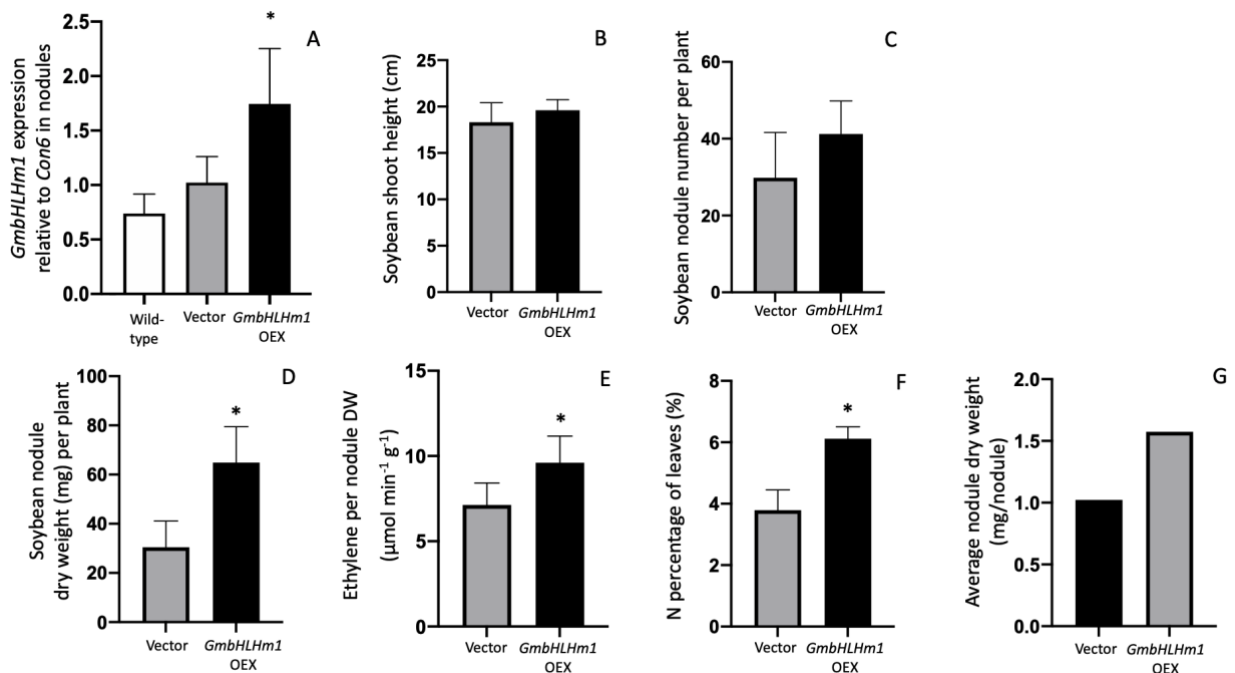 A
GmbHLHm1 expression
relative to Con6 in nodules
2.5
2.0
1.5
1.0
0.5
0.0
*
Wild-
type
Vector
GmbHLHm1
OEX
B
Soybean shoot height (cm)
25
20
15
10
5
0
Vector
GmbHLHm1
OEX
C
Soybean nodule number per plant
60
40
20
0
Vector
GmbHLHm1
OEX
D
Soybean nodule
dry weight (mg) per plant
100
80
60
40
20
0
*
Vector
GmbHLHm1
OEX
E
Ethylene per nodule DW
(µmol min⁻¹ g⁻¹)
15
10
5
0
*
Vector
GmbHLHm1
OEX
F
N percentage of leaves (%)
8
6
4
2
0
*
Vector
GmbHLHm1
OEX
G
Average nodule dry weight
(mg/nodule)
2.0
1.5
1.0
0.5
0.0
Vector
GmbHLHm1
OEX